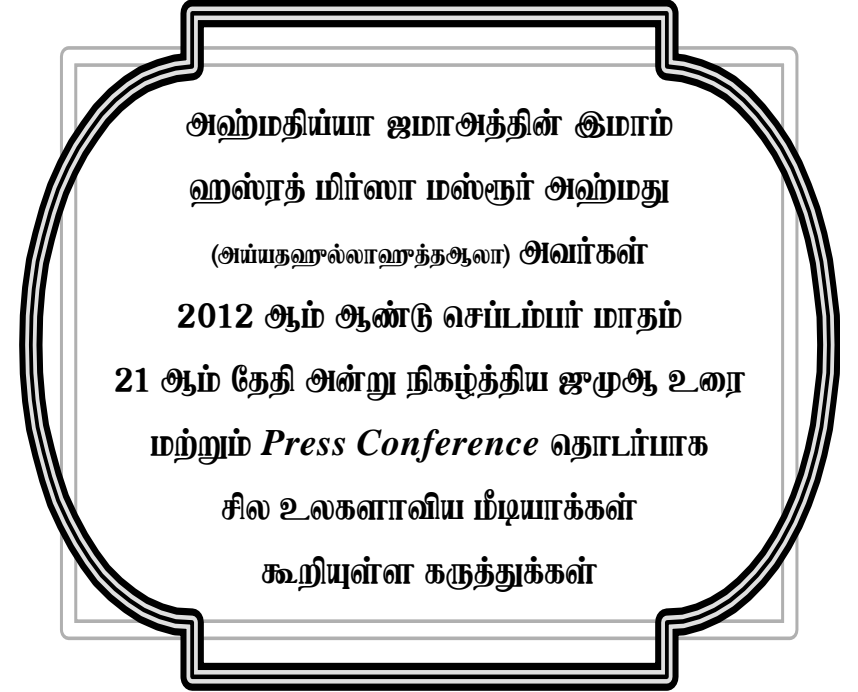 அஹ்மதிய்யா ஜமாஅத்தின் இமாம்
ஹஸ்ரத் மிர்ஸா மஸ்ரூர் அஹ்மது
(அய்யதஹுல்லாஹுத்தஆலா) அவர்கள்
2012 ஆம் ஆண்டு செப்டம்பர் மாதம்
21 ஆம் தேதி அன்று நிகழ்த்திய ஜுமுஆ உரை
மற்றும் Press Conference தொடர்பாக
சில உலகளாவிய மீடியாக்கள்
கூறியுள்ள கருத்துக்கள்